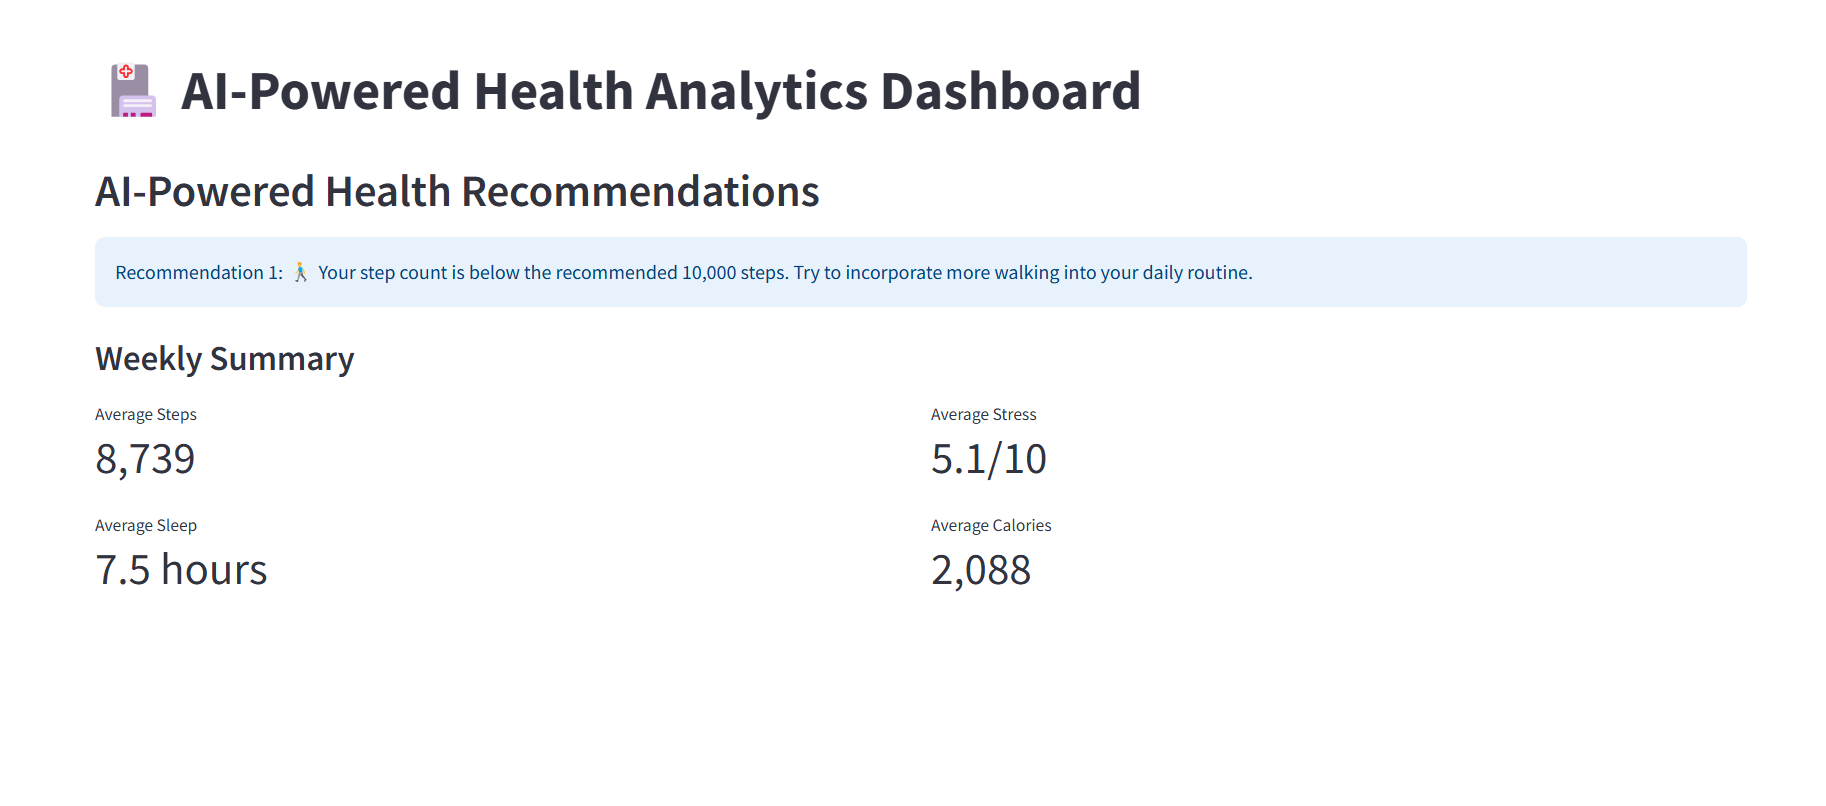 AI-Powered Health Analytics Dashboard
AI-Powered Health Recommendations
Recommendation 1: 🚶 Your step count is below the recommended 10,000 steps. Try to incorporate more walking into your daily routine.
Weekly Summary
Average Steps
8,739
Average Stress
5.1/10
Average Sleep
7.5 hours
Average Calories
2,088